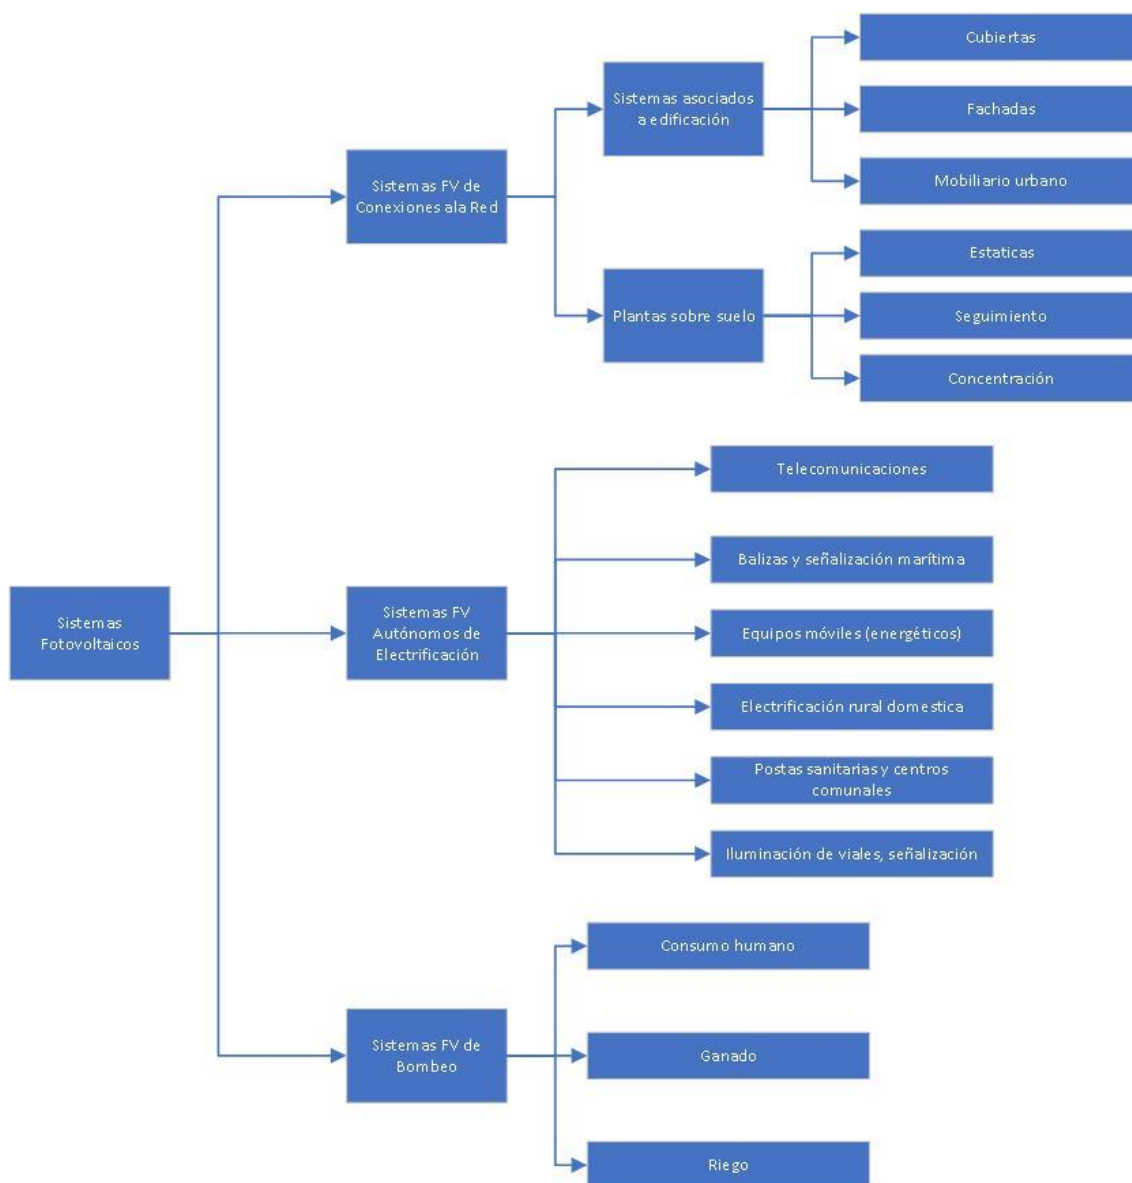 Sistemas
Fotovoltaicos
Sistemas FV de
Conexiones ala Red
Sistemas asociados
a edificación
Cubiertas
Fachadas
Mobiliario urbano
Plantas sobre suelo
Estaticas
Seguimiento
Concentración
Sistemas FV
Autónomos de
Electrificación
Telecomunicaciones
Balizas y señalización marítima
Equipos móviles (energéticos)
Electrificación rural domestica
Postas sanitarias y centros
comunales
Iluminación de viales, señalización
Sistemas FV de
Bombeo
Consumo humano
Ganado
Riego